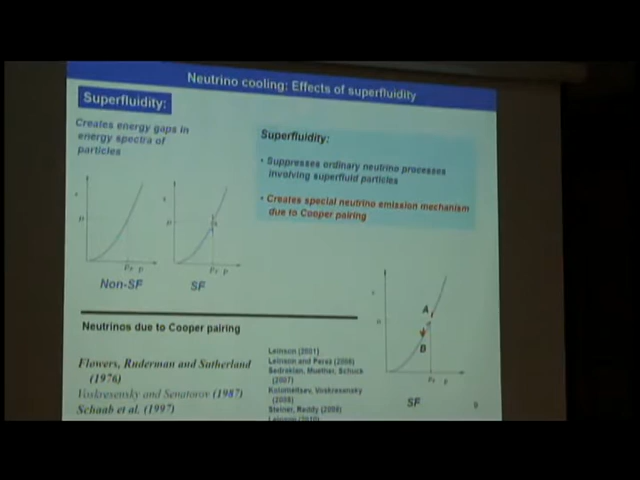 Neutrino cooling: Effects of superfluidity
Superfluidity:
Creates energy gaps in
energy spectra of
particles
Superfluidity:
• Suppresses ordinary neutrino processes
involving superfluid particles
• Creates special neutrino emission mechanism
due to Cooper pairing
μ
p
μ
p
Non-SF
SF
Neutrinos due to Cooper pairing
Flowers, Ruderman and Sutherland
(1976)
Voskresensky and Senatorov (1987)
Schaab et al. (1997)
Leinson (2001)
Leinson and Perez (2006)
Sedrakian, Muether, Schuck
(2007)
Kolomeitsev, Voskresensky
(2008)
Steiner, Reddy (2009)
Leinson (2010)
A
B
p
SF